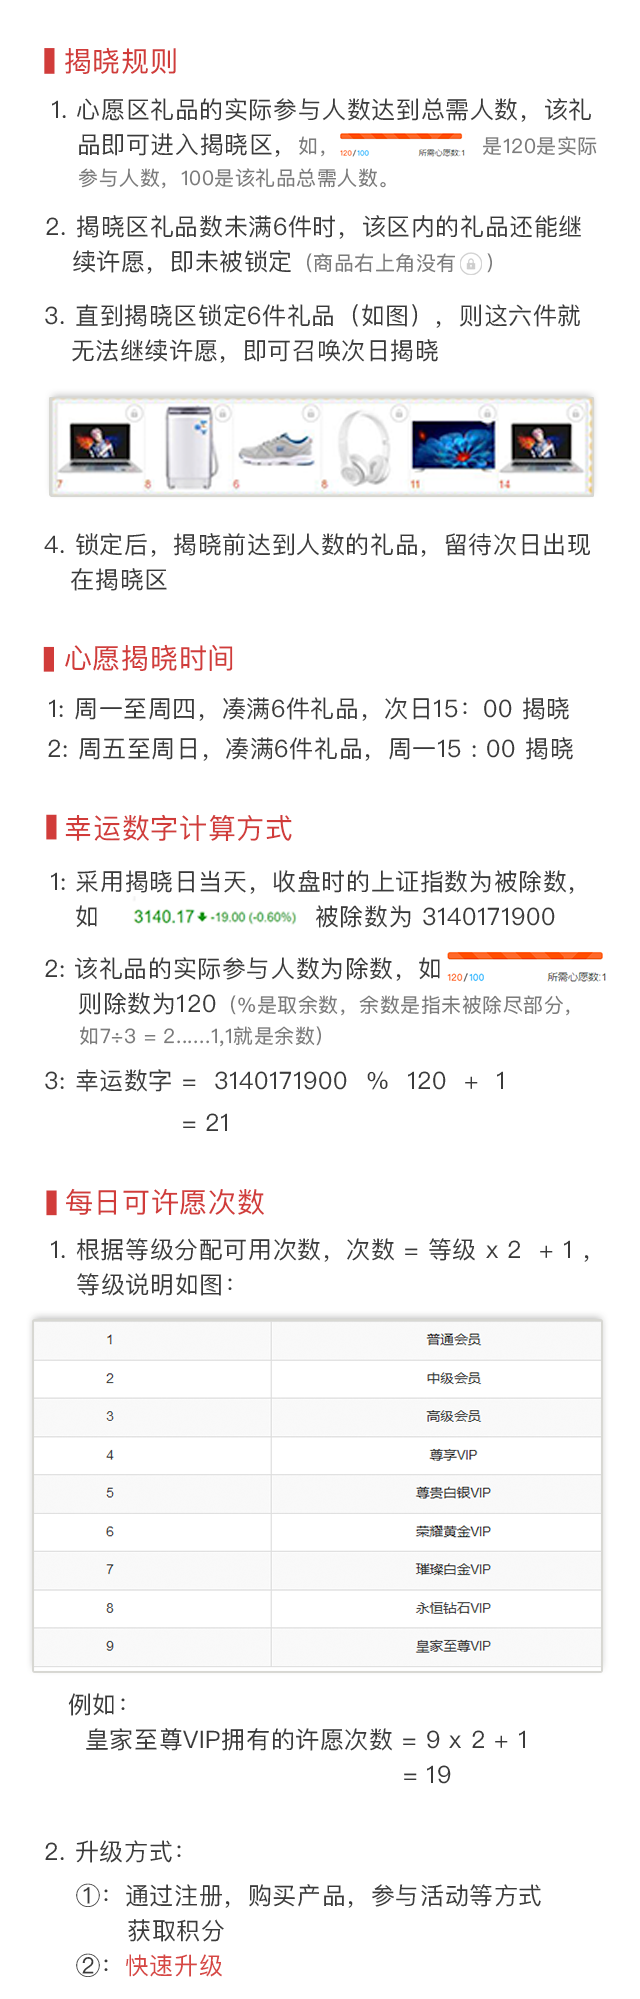 揭晓规则
1. 心愿区礼品的实际参与人数达到总需人数，该礼
品即可进入揭晓区，如， 120/100 所需心愿数:1 是120是实际
参与人数，100是该礼品总需人数。
2. 揭晓区礼品数未满6件时，该区内的礼品还能继
续许愿，即未被锁定（商品右上角没有 ）
3. 直到揭晓区锁定6件礼品（如图），则这六件就
无法继续许愿，即可召唤次日揭晓
7 8 6 8 11 14
4. 锁定后，揭晓前达到人数的礼品，留待次日出现
在揭晓区
心愿揭晓时间
1: 周一至周四，凑满6件礼品，次日15：00 揭晓
2: 周五至周日，凑满6件礼品，周一15 : 00 揭晓
幸运数字计算方式
1: 采用揭晓日当天，收盘时的上证指数为被除数，
如 3140.17 -19.00 (-0.60%) 被除数为 3140171900
2: 该礼品的实际参与人数为除数，如 120/100 所需心愿数:1
则除数为120（%是取余数，余数是指未被除尽部分，
如7÷3 = 2......1,1就是余数）
3: 幸运数字 = 3140171900 % 120 + 1
= 21
每日可许愿次数
1. 根据等级分配可用次数，次数 = 等级 x 2 + 1 ，
等级说明如图：
1 普通会员
2 中级会员
3 高级会员
4 尊享VIP
5 尊贵白银VIP
6 荣耀黄金VIP
7 璀璨白金VIP
8 永恒钻石VIP
9 皇家至尊VIP
例如：
皇家至尊VIP拥有的许愿次数 = 9 x 2 + 1
= 19
2. 升级方式：
①：通过注册，购买产品，参与活动等方式
获取积分
②：快速升级